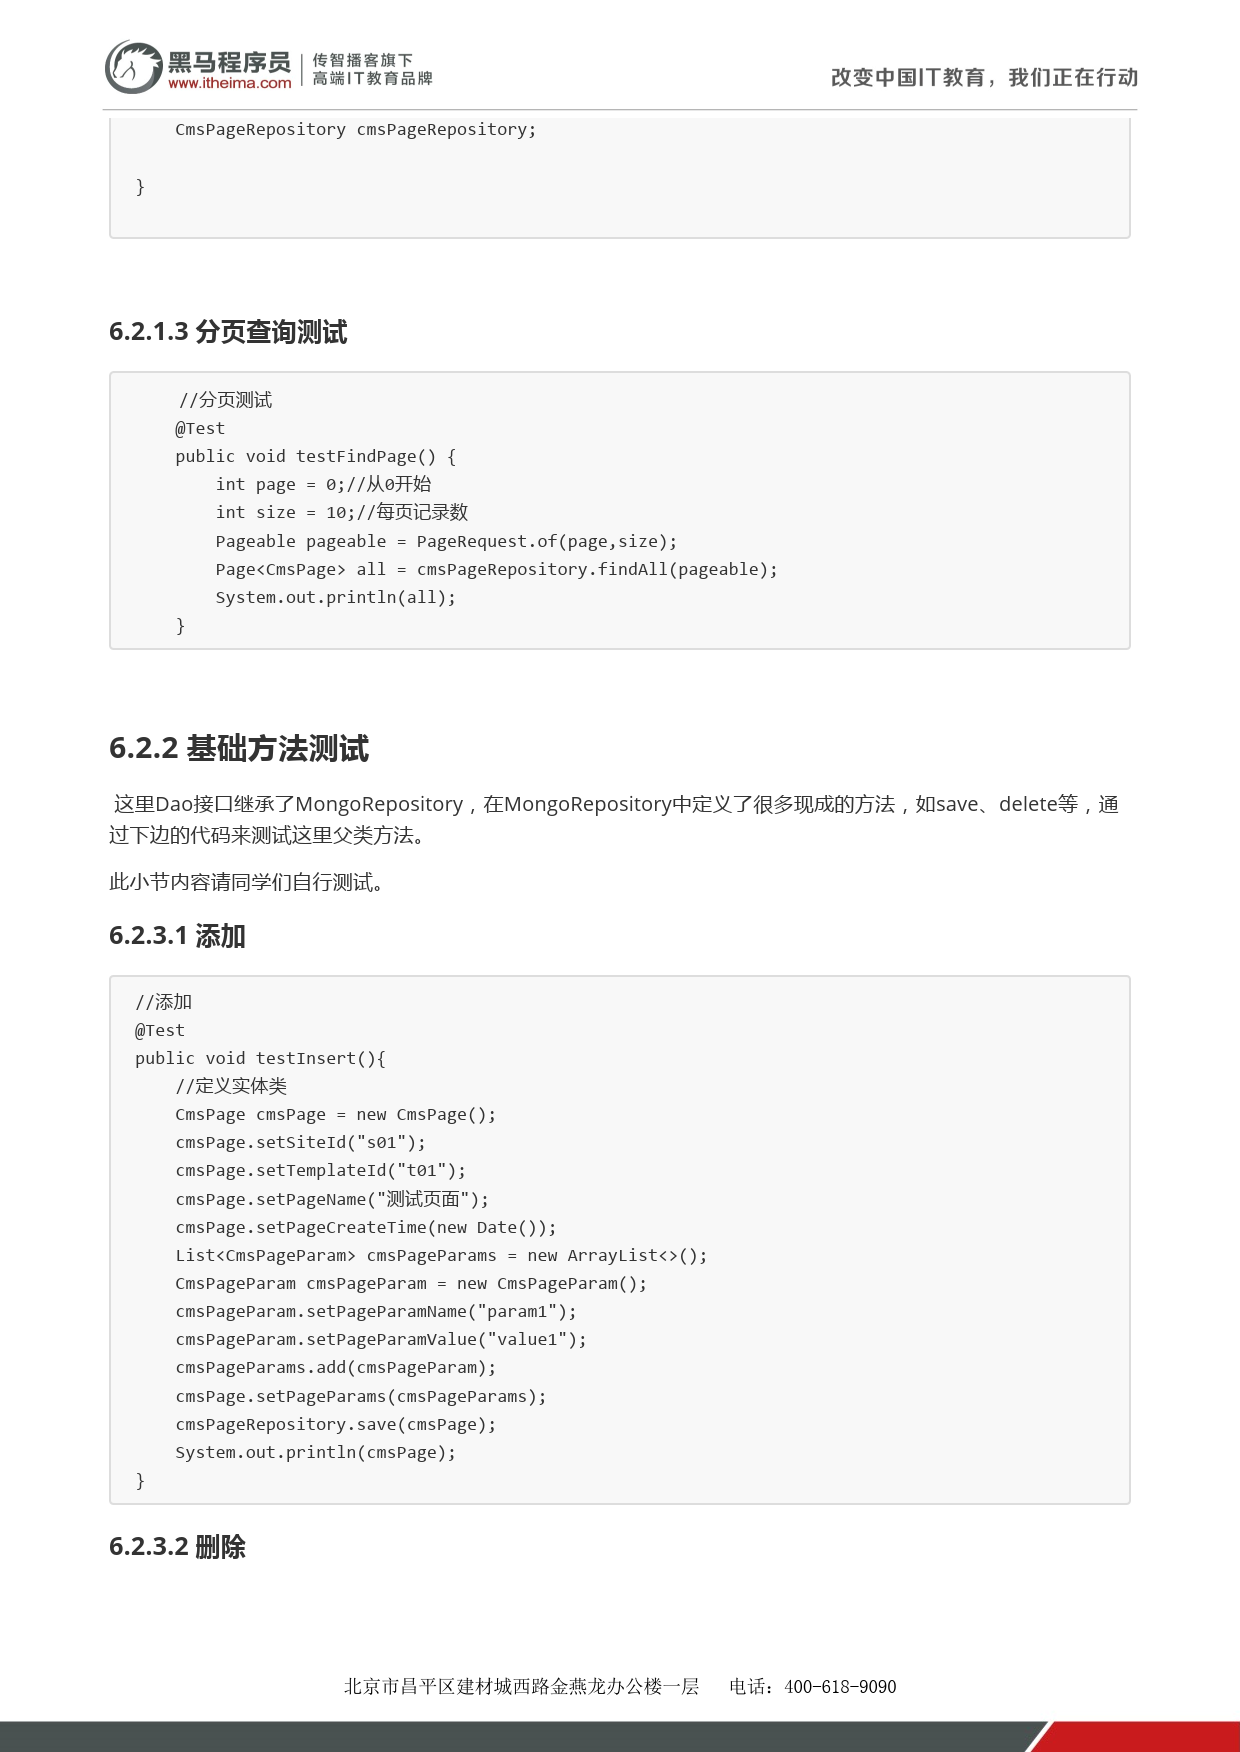 黑马程序员
www.itheima.com
传智播客旗下
高端IT教育品牌
改变中国IT教育，我们正在行动
    CmsPageRepository cmsPageRepository;
}
6.2.1.3 分页查询测试
    //分页测试
    @Test
    public void testFindPage() {
        int page = 0;//从0开始
        int size = 10;//每页记录数
        Pageable pageable = PageRequest.of(page,size);
        Page<CmsPage> all = cmsPageRepository.findAll(pageable);
        System.out.println(all);
    }
6.2.2 基础方法测试
这里Dao接口继承了MongoRepository，在MongoRepository中定义了很多现成的方法，如save、delete等，通
过下边的代码来测试这里父类方法。
此小节内容请同学们自行测试。
6.2.3.1 添加
//添加
@Test
public void testInsert(){
    //定义实体类
    CmsPage cmsPage = new CmsPage();
    cmsPage.setSiteId("s01");
    cmsPage.setTemplateId("t01");
    cmsPage.setPageName("测试页面");
    cmsPage.setPageCreateTime(new Date());
    List<CmsPageParam> cmsPageParams = new ArrayList<>();
    CmsPageParam cmsPageParam = new CmsPageParam();
    cmsPageParam.setPageParamName("param1");
    cmsPageParam.setPageParamValue("value1");
    cmsPageParams.add(cmsPageParam);
    cmsPage.setPageParams(cmsPageParams);
    cmsPageRepository.save(cmsPage);
    System.out.println(cmsPage);
}
6.2.3.2 删除
北京市昌平区建材城西路金燕龙办公楼一层 电话：400-618-9090